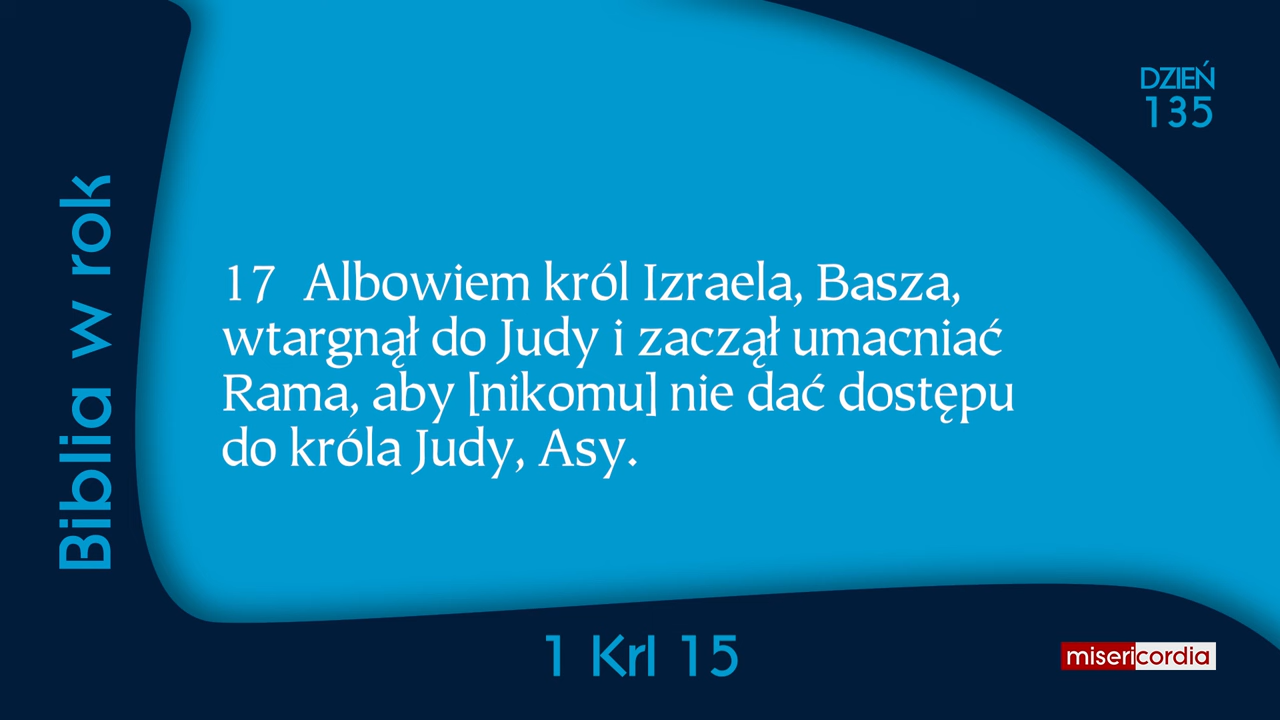 DZIEŃ
135
Biblia w rok
17 Albowiem król Izraela, Basza,
wtargnął do Judy i zaczął umacniać
Rama, aby [nikomu] nie dać dostępu
do króla Judy, Asy.
1 Krl 15
misericordia